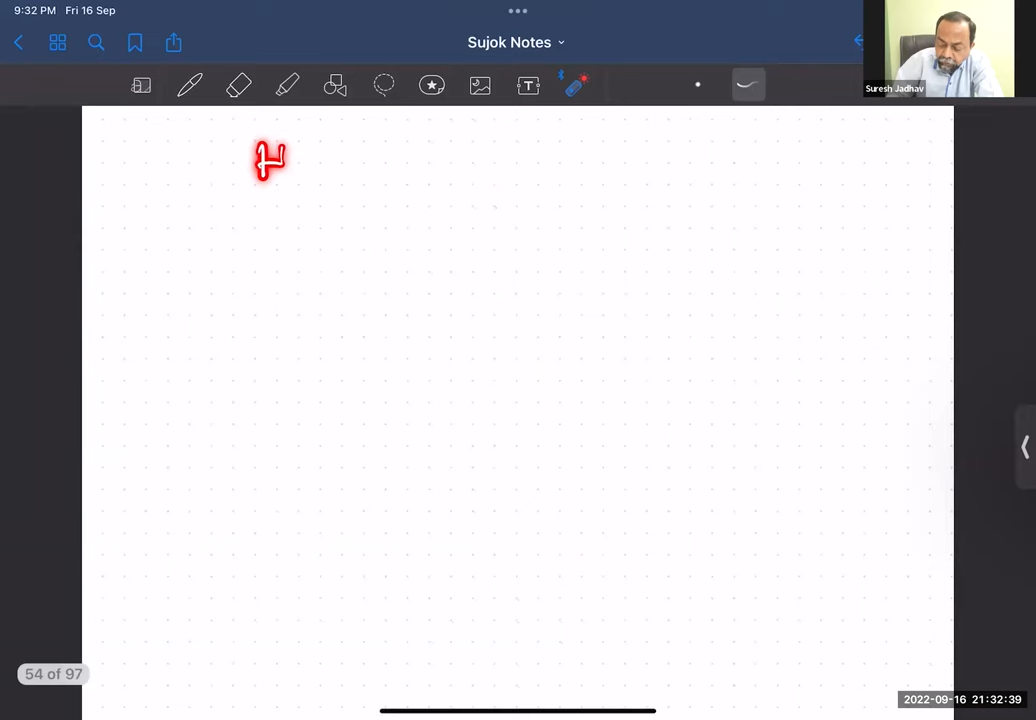 9:32 PM Fri 16 Sep
Sujok Notes
Suresh Jadhav
T
54 of 97
2022-09-16 21:32:39